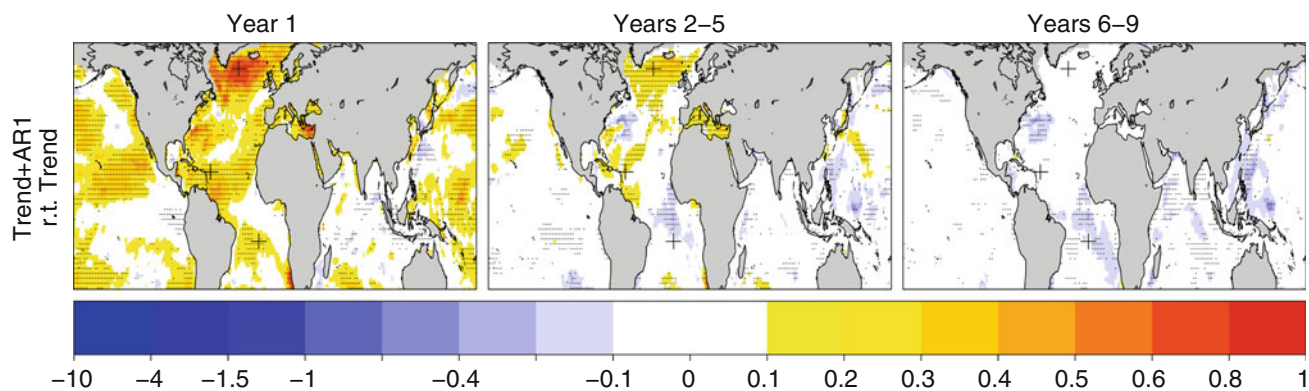 Year 1
Years 2–5
Years 6–9
Trend+AR1
r.t. Trend
−10 −4 −1.5 −1 −0.4 −0.1 0 0.1 0.2 0.3 0.4 0.5 0.6 0.8 1